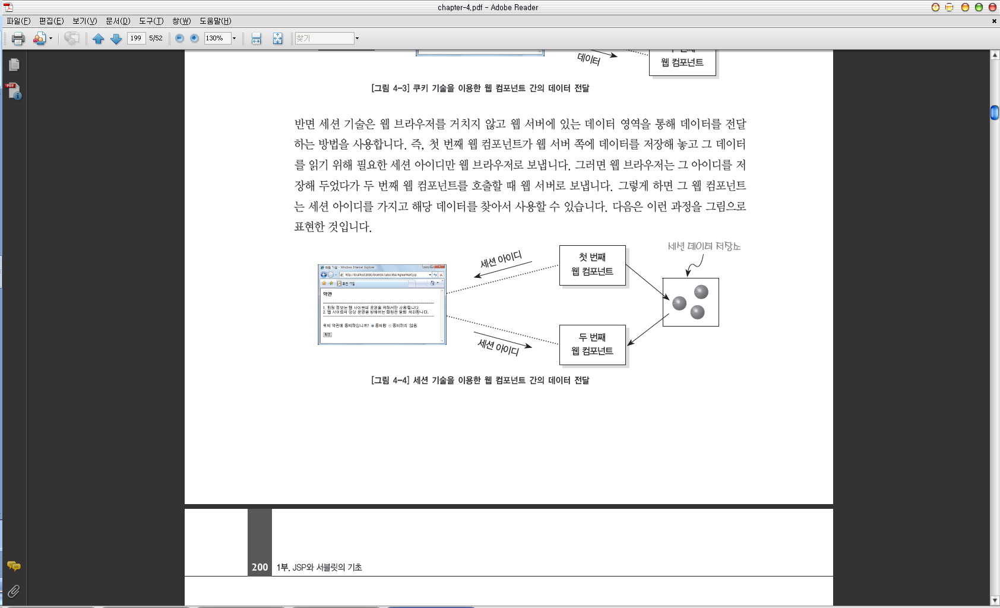 chapter-4.pdf - Adobe Reader
파일(F) 편집(E) 보기(V) 문서(D) 도구(T) 창(W) 도움말(H)
199 5/52 130% 찾기
데이터
웹 컴포넌트
[그림 4-3] 쿠키 기술을 이용한 웹 컴포넌트 간의 데이터 전달
반면 세션 기술은 웹 브라우저를 거치지 않고 웹 서버에 있는 데이터 영역을 통해 데이터를 전달
하는 방법을 사용합니다. 즉, 첫 번째 웹 컴포넌트가 웹 서버 쪽에 데이터를 저장해 놓고 그 데이터
를 읽기 위해 필요한 세션 아이디만 웹 브라우저로 보냅니다. 그러면 웹 브라우저는 그 아이디를 저
장해 두었다가 두 번째 웹 컴포넌트를 호출할 때 웹 서버로 보냅니다. 그렇게 하면 그 웹 컴포넌트
는 세션 아이디를 가지고 해당 데이터를 찾아서 사용할 수 있습니다. 다음은 이런 과정을 그림으로
표현한 것입니다.
세션 데이터 저장소
세션 아이디
첫 번째
웹 컴포넌트
회원 가입 - Windows Internet Explorer
http://localhost:8080/brain04/subscribe/Agreement.jsp
회원 가입
약관
1. 회원 정보는 웹 사이트의 운영을 위해서만 사용됩니다.
2. 웹 사이트의 정상 운영을 방해하는 회원은 탈퇴 처리합니다.
위의 약관에 동의하십니까? 동의함 동의하지 않음
확인
세션 아이디
두 번째
웹 컴포넌트
[그림 4-4] 세션 기술을 이용한 웹 컴포넌트 간의 데이터 전달
200 1부. JSP와 서블릿의 기초